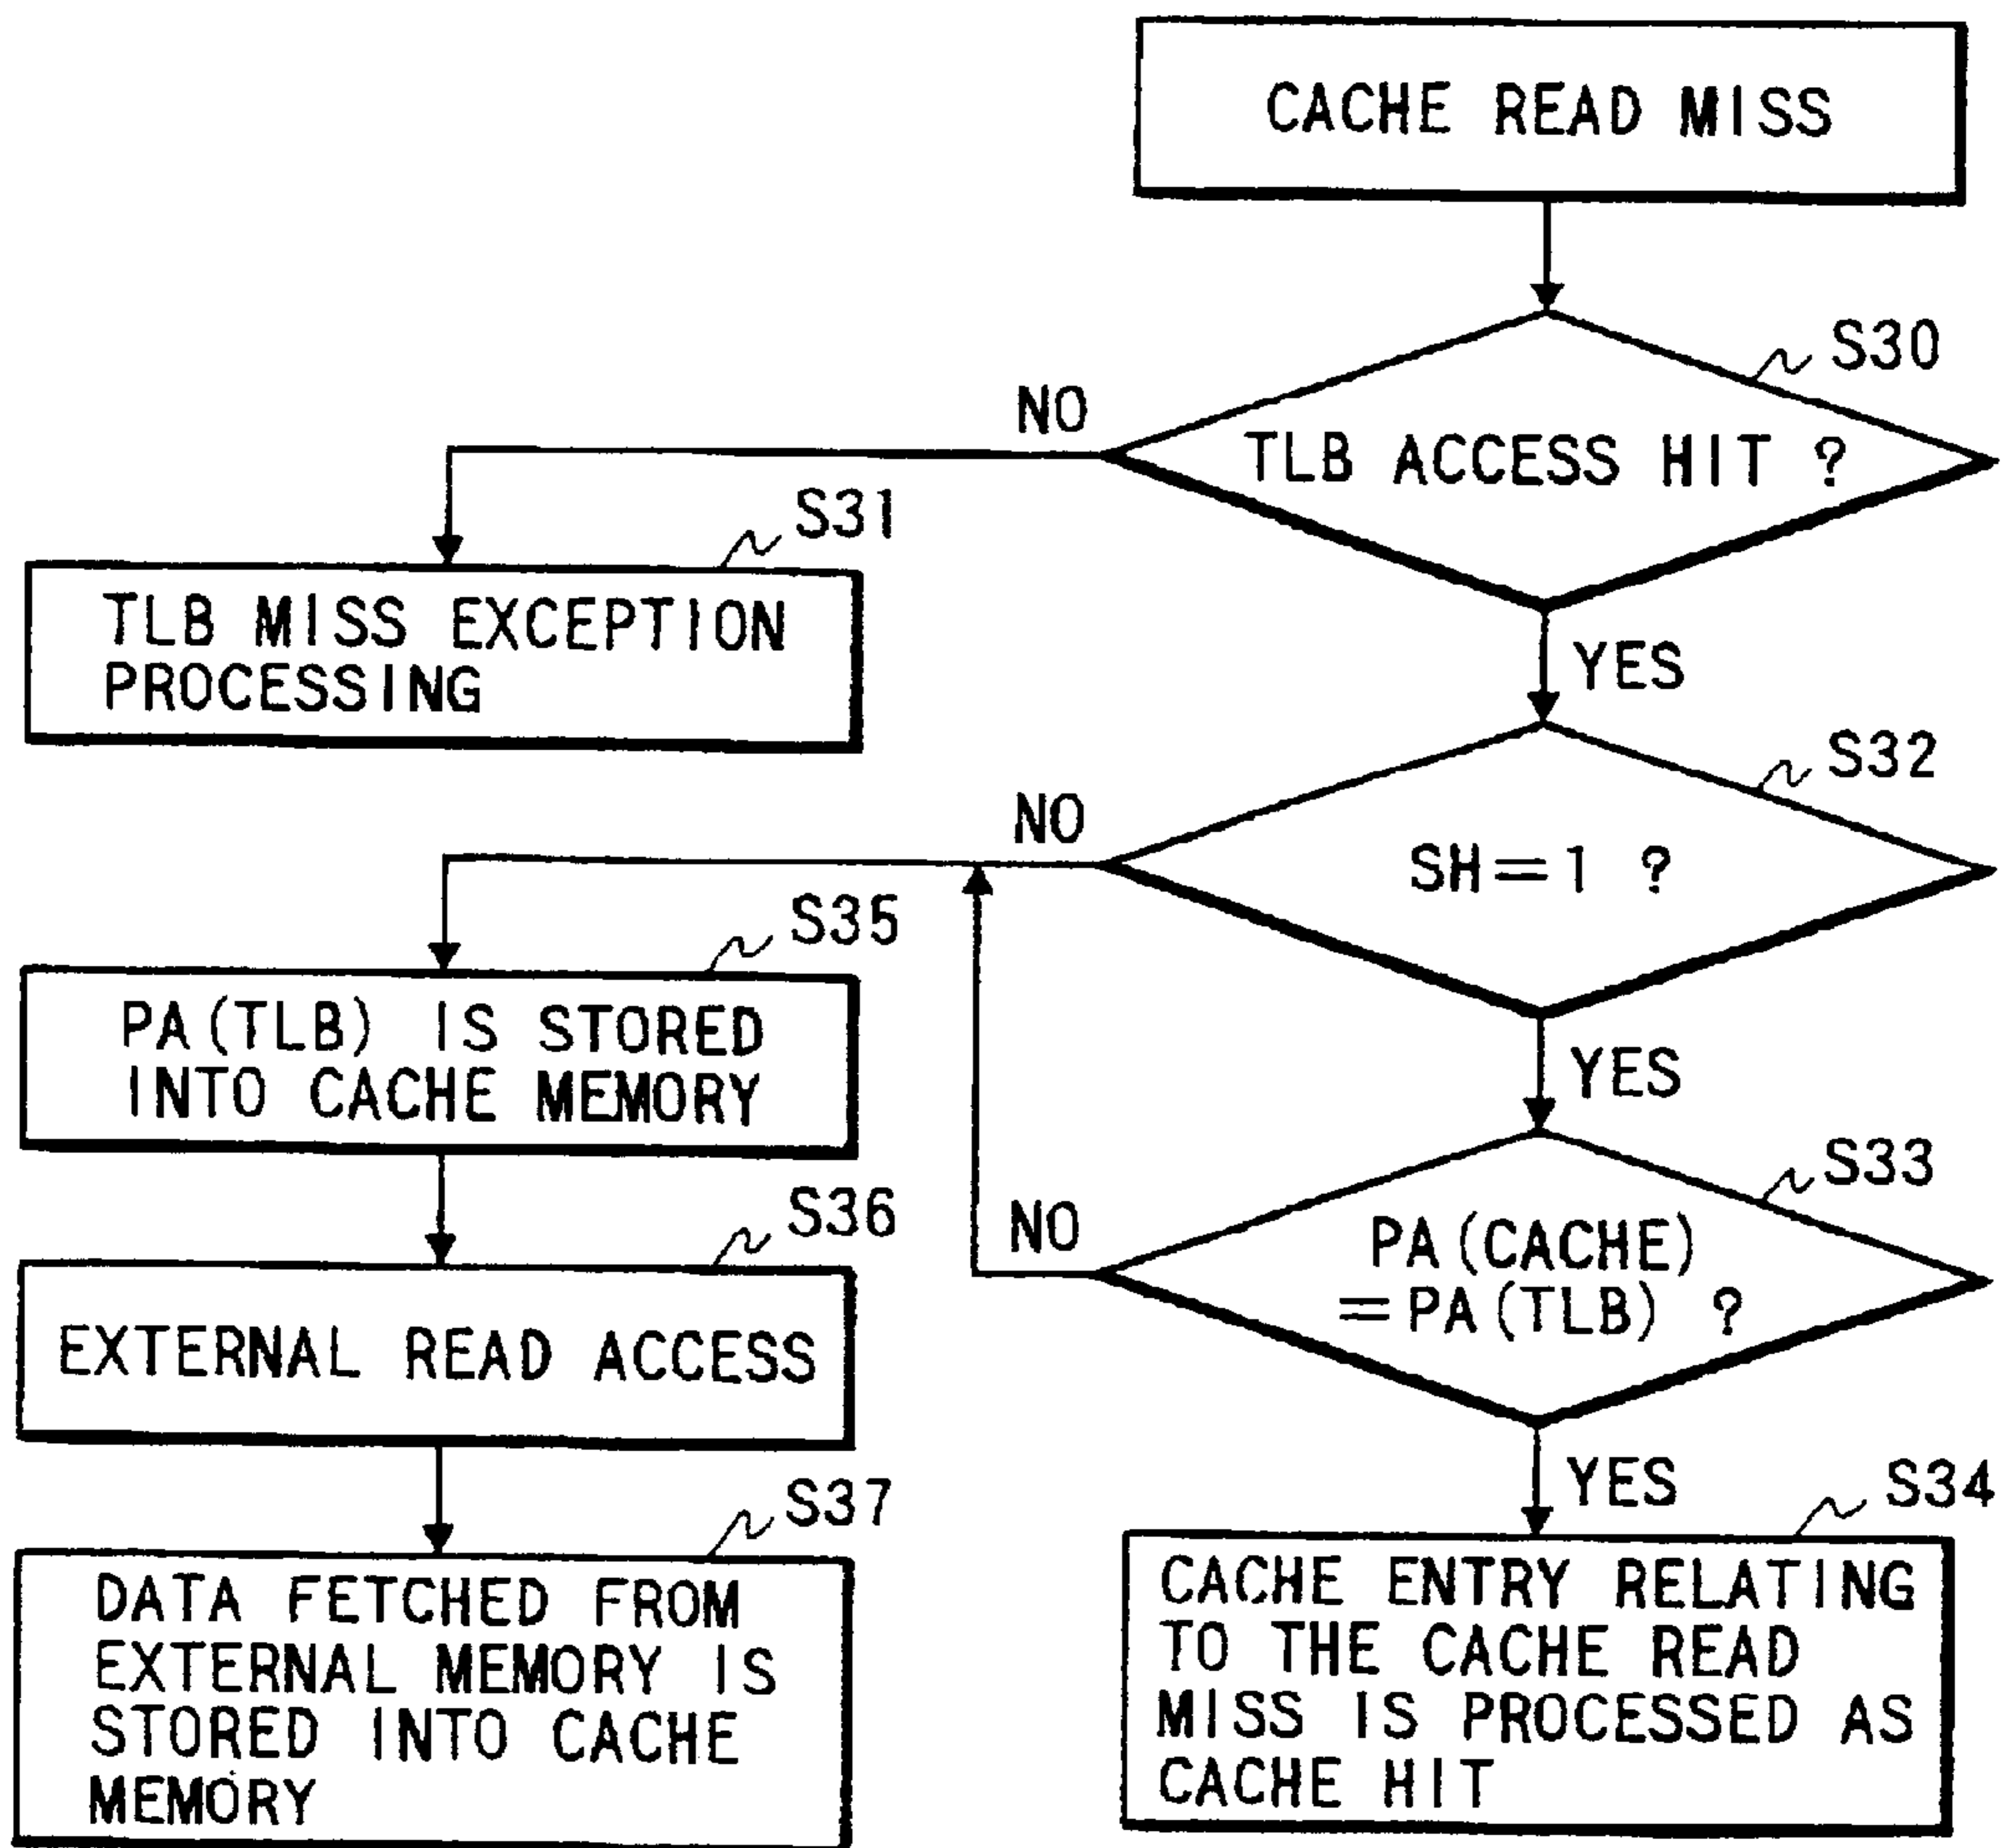 CACHE READ MISS
S30
NO
TLB ACCESS HIT ?
S31
TLB MISS EXCEPTION
PROCESSING
YES
S32
NO
SH=1 ?
S35
PA(TLB) IS STORED
INTO CACHE MEMORY
YES
S33
S36
NO
PA(CACHE)
=PA(TLB) ?
EXTERNAL READ ACCESS
YES
S34
S37
DATA FETCHED FROM
EXTERNAL MEMORY IS
STORED INTO CACHE
MEMORY
CACHE ENTRY RELATING
TO THE CACHE READ
MISS IS PROCESSED AS
CACHE HIT